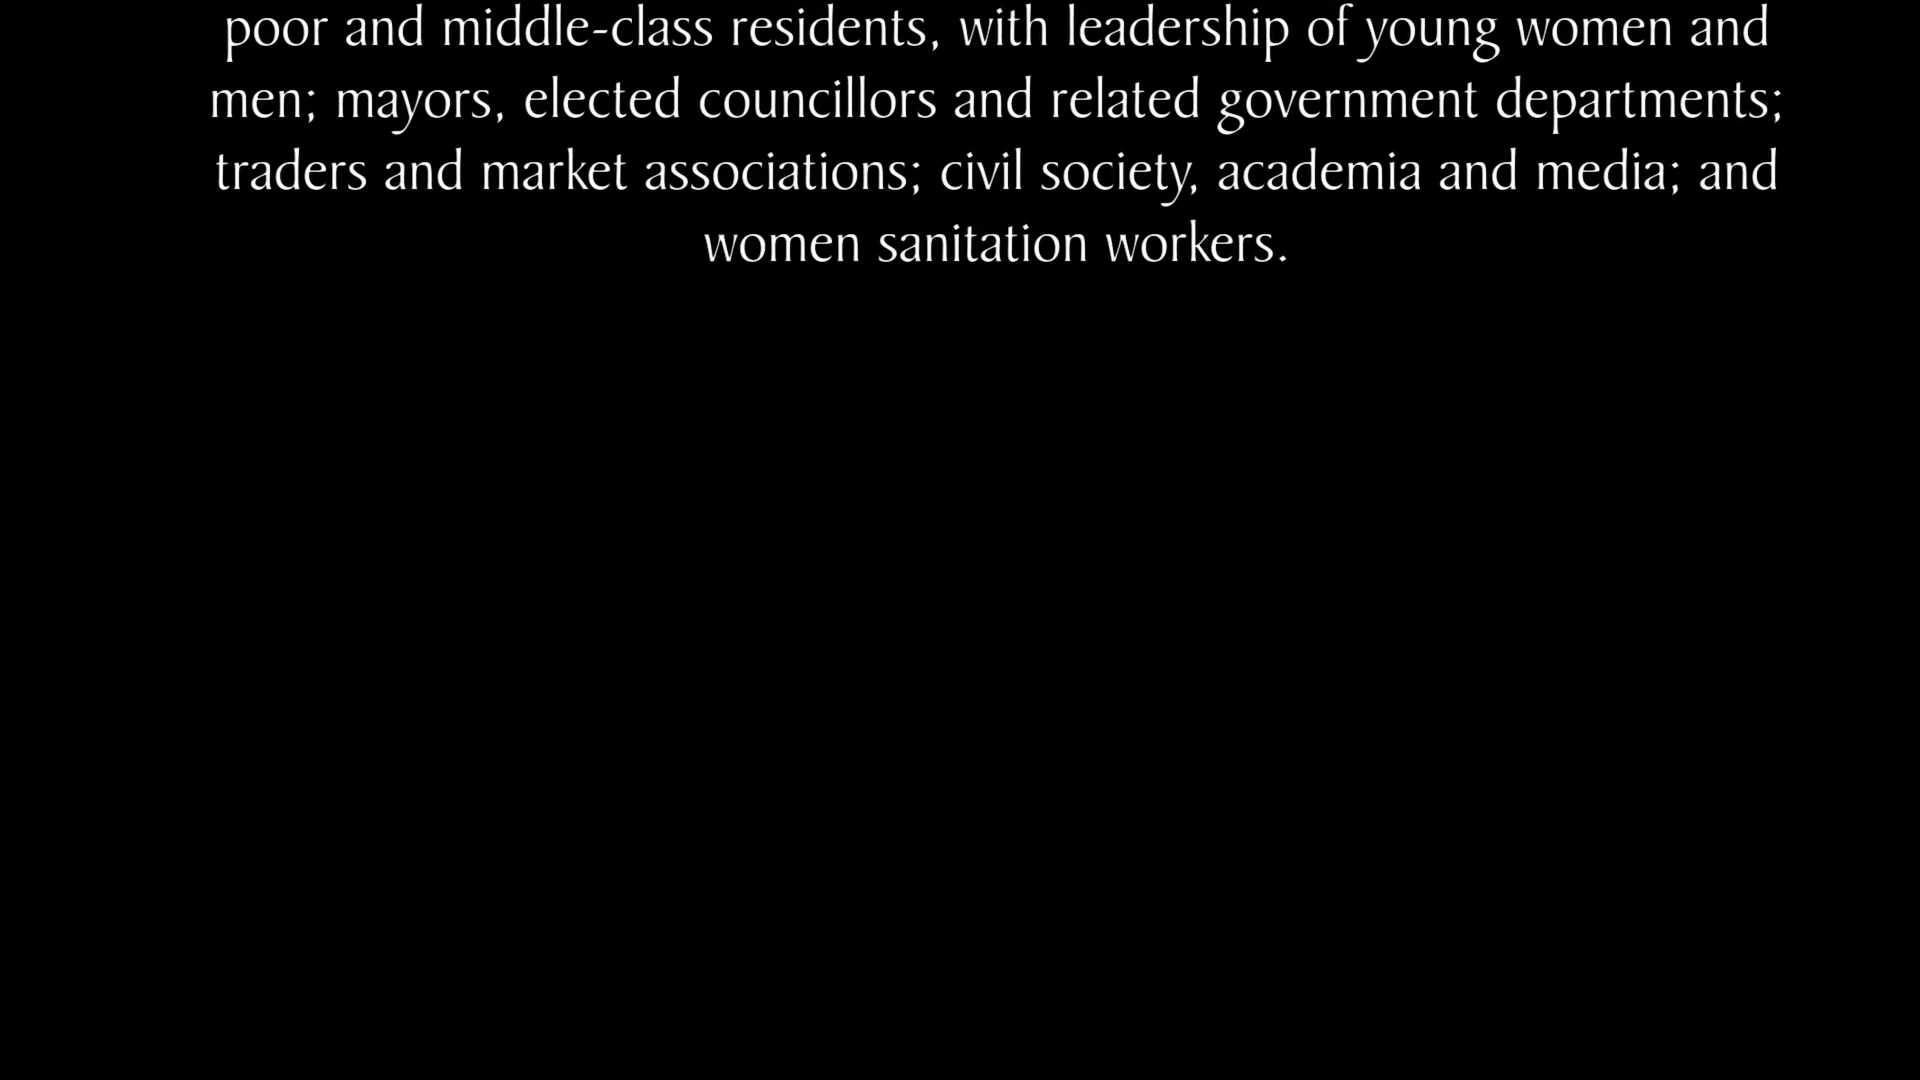 poor and middle-class residents, with leadership of young women and
men; mayors, elected councillors and related government departments;
traders and market associations; civil society, academia and media; and
women sanitation workers.